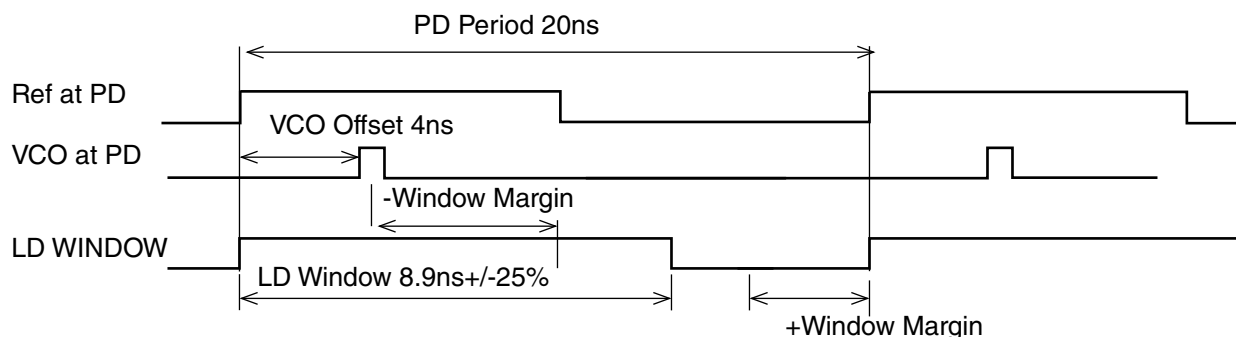 PD Period 20ns
Ref at PD
VCO Offset 4ns
VCO at PD
-Window Margin
LD WINDOW
LD Window 8.9ns+/-25%
+Window Margin